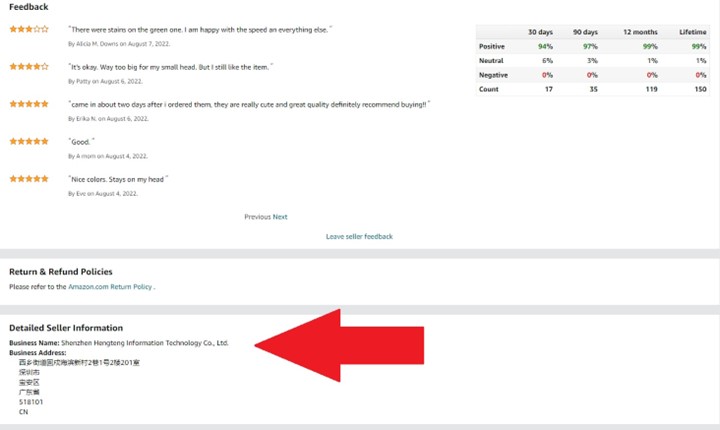 Feedback
"There were stains on the green one. I am happy with the speed an everything else."
By Alicia M. Downs on August 7, 2022.
"It's okay. Way too big for my small head. But I still like the item."
By Patty on August 6, 2022.
"came in about two days after i ordered them, they are really cute and great quality definitely recommend buying!!"
By Erika N. on August 6, 2022.
"Good."
By A mom on August 4, 2022.
"Nice colors. Stays on my head"
By Eve on August 4, 2022.
Previous Next
Leave seller feedback
30 days 90 days 12 months Lifetime
Positive 94% 97% 99% 99%
Neutral 6% 3% 1% 1%
Negative 0% 0% 0% 0%
Count 17 35 119 150
Return & Refund Policies
Please refer to the Amazon.com Return Policy .
Detailed Seller Information
Business Name: Shenzhen Hengtong Information Technology Co., Ltd.
Business Address:
西乡街道固戍海滨新村2巷1号2楼201室
深圳市
宝安区
广东省
518101
CN